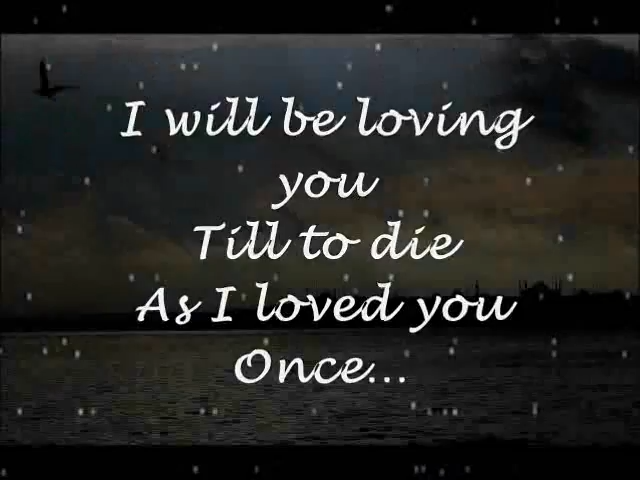 I will be loving
you
Till to die
As I loved you
Once...